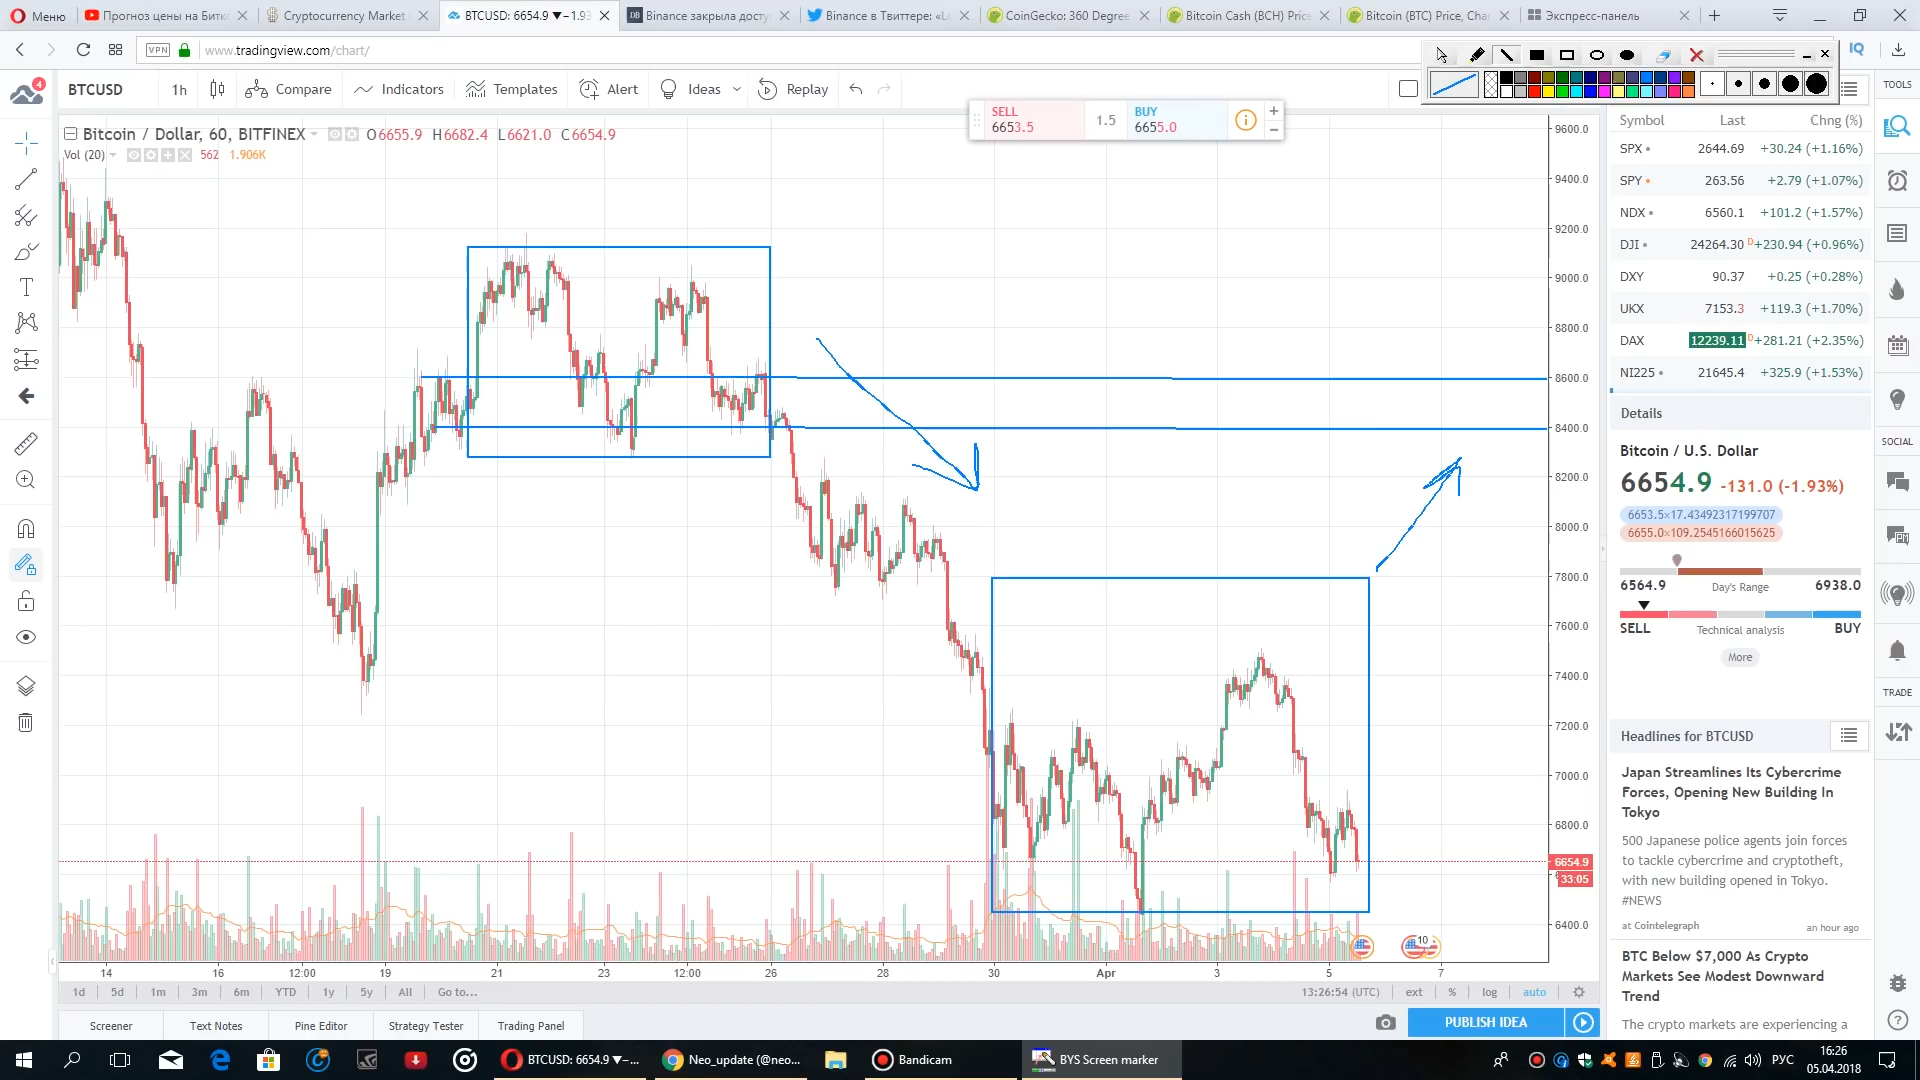 Меню
Прогноз цены на Битк
Cryptocurrency Market
BTCUSD: 6654.9 ▼−1.93
Binance закрыла досту
Binance в Твиттере: «Le
CoinGecko: 360 Degree
Bitcoin Cash (BCH) Price
Bitcoin (BTC) Price, Char
Экспресс-панель
VPN
www.tradingview.com/chart/
IQ
4
BTCUSD
1h
Compare
Indicators
Templates
Alert
Ideas
Replay
TOOLS
Bitcoin / Dollar, 60, BITFINEX
O6655.9 H6682.4 L6621.0 C6654.9
Vol (20)
562 1.906K
SELL
6653.5
1.5
BUY
6655.0
9600.0
9400.0
9200.0
9000.0
8800.0
8600.0
8400.0
8200.0
8000.0
7800.0
7600.0
7400.0
7200.0
7000.0
6800.0
6654.9
33:05
6400.0
14
16
12:00
19
21
23
12:00
26
28
30
Apr
3
5
7
10
1d
5d
1m
3m
6m
YTD
1y
5y
All
Go to...
13:26:54 (UTC)
ext
%
log
auto
Screener
Text Notes
Pine Editor
Strategy Tester
Trading Panel
PUBLISH IDEA
Symbol Last Chng (%)
SPX 2644.69 +30.24 (+1.16%)
SPY 263.56 +2.79 (+1.07%)
NDX 6560.1 +101.2 (+1.57%)
DJI 24264.30 D +230.94 (+0.96%)
DXY 90.37 +0.25 (+0.28%)
UKX 7153.3 +119.3 (+1.70%)
DAX 12239.11 D +281.21 (+2.35%)
NI225 21645.4 +325.9 (+1.53%)
Details
Bitcoin / U.S. Dollar
6654.9 -131.0 (-1.93%)
6653.5×17.43492317199707
6655.0×109.2545166015625
6564.9 Day's Range 6938.0
SELL Technical analysis BUY
More
Headlines for BTCUSD
Japan Streamlines Its Cybercrime
Forces, Opening New Building In
Tokyo
500 Japanese police agents join forces
to tackle cybercrime and cryptotheft,
with new building opened in Tokyo.
#NEWS
at Cointelegraph
an hour ago
BTC Below $7,000 As Crypto
Markets See Modest Downward
Trend
The crypto markets are experiencing a
SOCIAL
TRADE
BTCUSD: 6654.9 ▼−...
Neo_update (@neo...
Bandicam
BYS Screen marker
РУС
16:26
05.04.2018